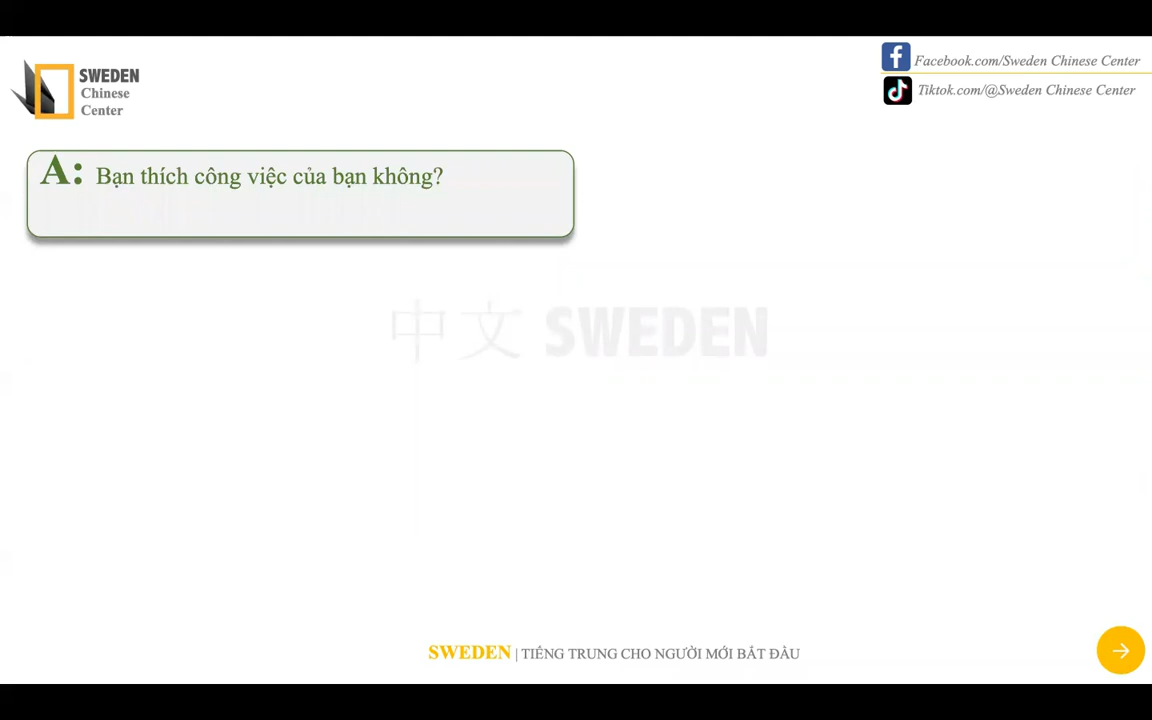 SWEDEN
Chinese
Center
Facebook.com/Sweden Chinese Center
Tiktok.com/@Sweden Chinese Center
A: Bạn thích công việc của bạn không?
中文 SWEDEN
SWEDEN | TIẾNG TRUNG CHO NGƯỜI MỚI BẮT ĐẦU